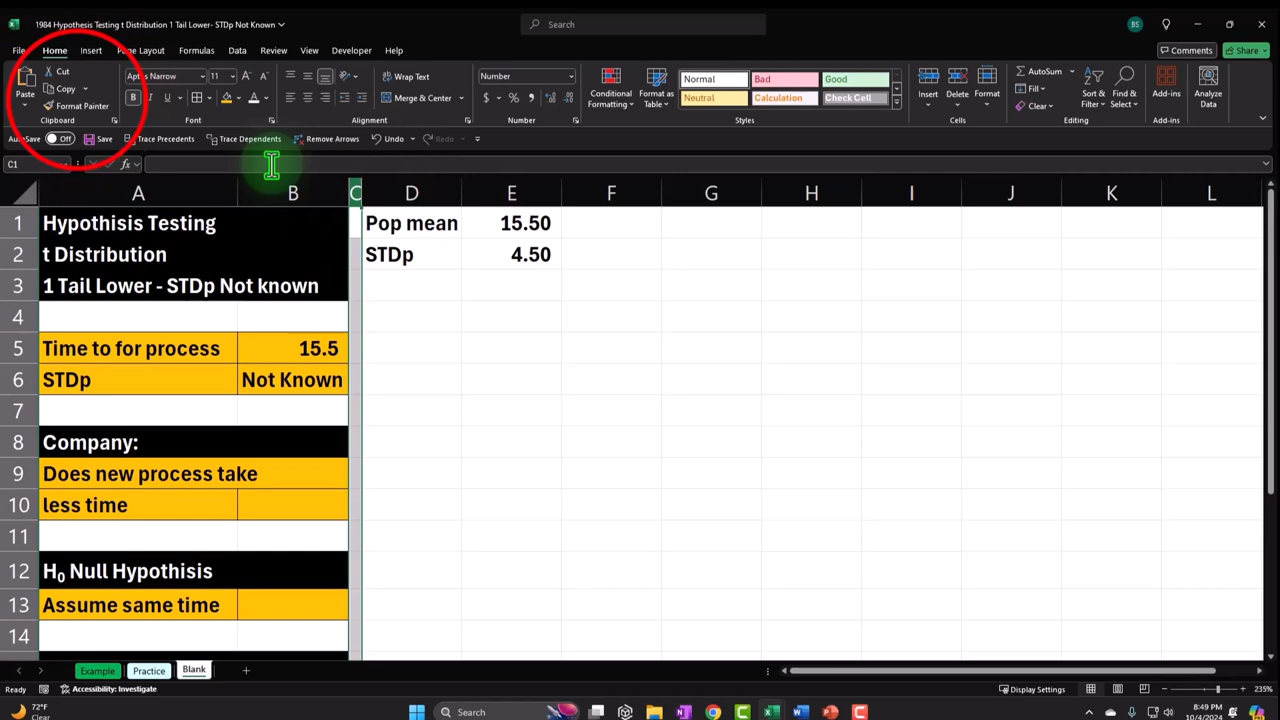 1984 Hypothesis Testing t Distribution 1 Tail Lower- STDp Not Known
Search
BS
File Home Insert Page Layout Formulas Data Review View Developer Help
Comments Share
Paste
Cut
Copy
Format Painter
Clipboard
Aptos Narrow 11
B I U
Font
Wrap Text
Merge & Center
Alignment
Number
Number
Conditional Formatting
Format as Table
Normal Bad Good
Neutral Calculation Check Cell
Styles
Insert Delete Format
Cells
AutoSum
Fill
Clear
Sort & Filter
Find & Select
Editing
Add-ins
Add-ins
Analyze Data
AutoSave Off Save Trace Precedents Trace Dependents Remove Arrows Undo Redo
C1 fx
A B C D E F G H I J K L
1 Hypothisis Testing Pop mean 15.50
2 t Distribution STDp 4.50
3 1 Tail Lower - STDp Not known
4
5 Time to for process 15.5
6 STDp Not Known
7
8 Company:
9 Does new process take
10 less time
11
12 H₀ Null Hypothisis
13 Assume same time
14
Example Practice Blank
Ready Accessibility: Investigate Display Settings 235%
72°F
Clear
Search
8:49 PM
10/4/2024